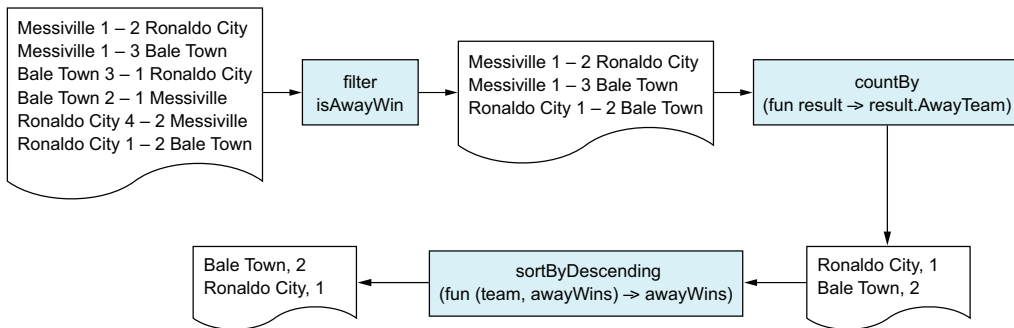 Messiville 1 – 2 Ronaldo City
Messiville 1 – 3 Bale Town
Bale Town 3 – 1 Ronaldo City
Bale Town 2 – 1 Messiville
Ronaldo City 4 – 2 Messiville
Ronaldo City 1 – 2 Bale Town
filter
isAwayWin
Messiville 1 – 2 Ronaldo City
Messiville 1 – 3 Bale Town
Ronaldo City 1 – 2 Bale Town
countBy
(fun result -> result.AwayTeam)
Ronaldo City, 1
Bale Town, 2
sortByDescending
(fun (team, awayWins) -> awayWins)
Bale Town, 2
Ronaldo City, 1